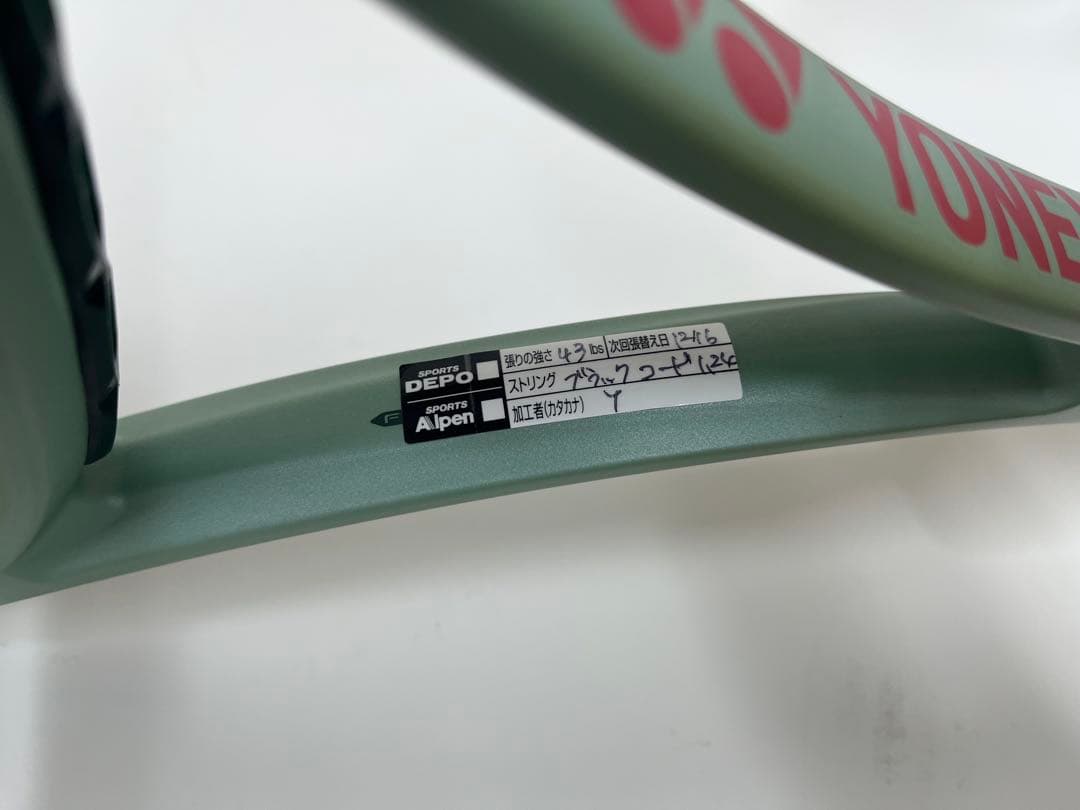 YONE
SPORTS DEPO
張りの強さ 43 lbs 次回張替え日 12/16
ストリング ブラックコード1.24
SPORTS Alpen
加工者(カタカナ) Y